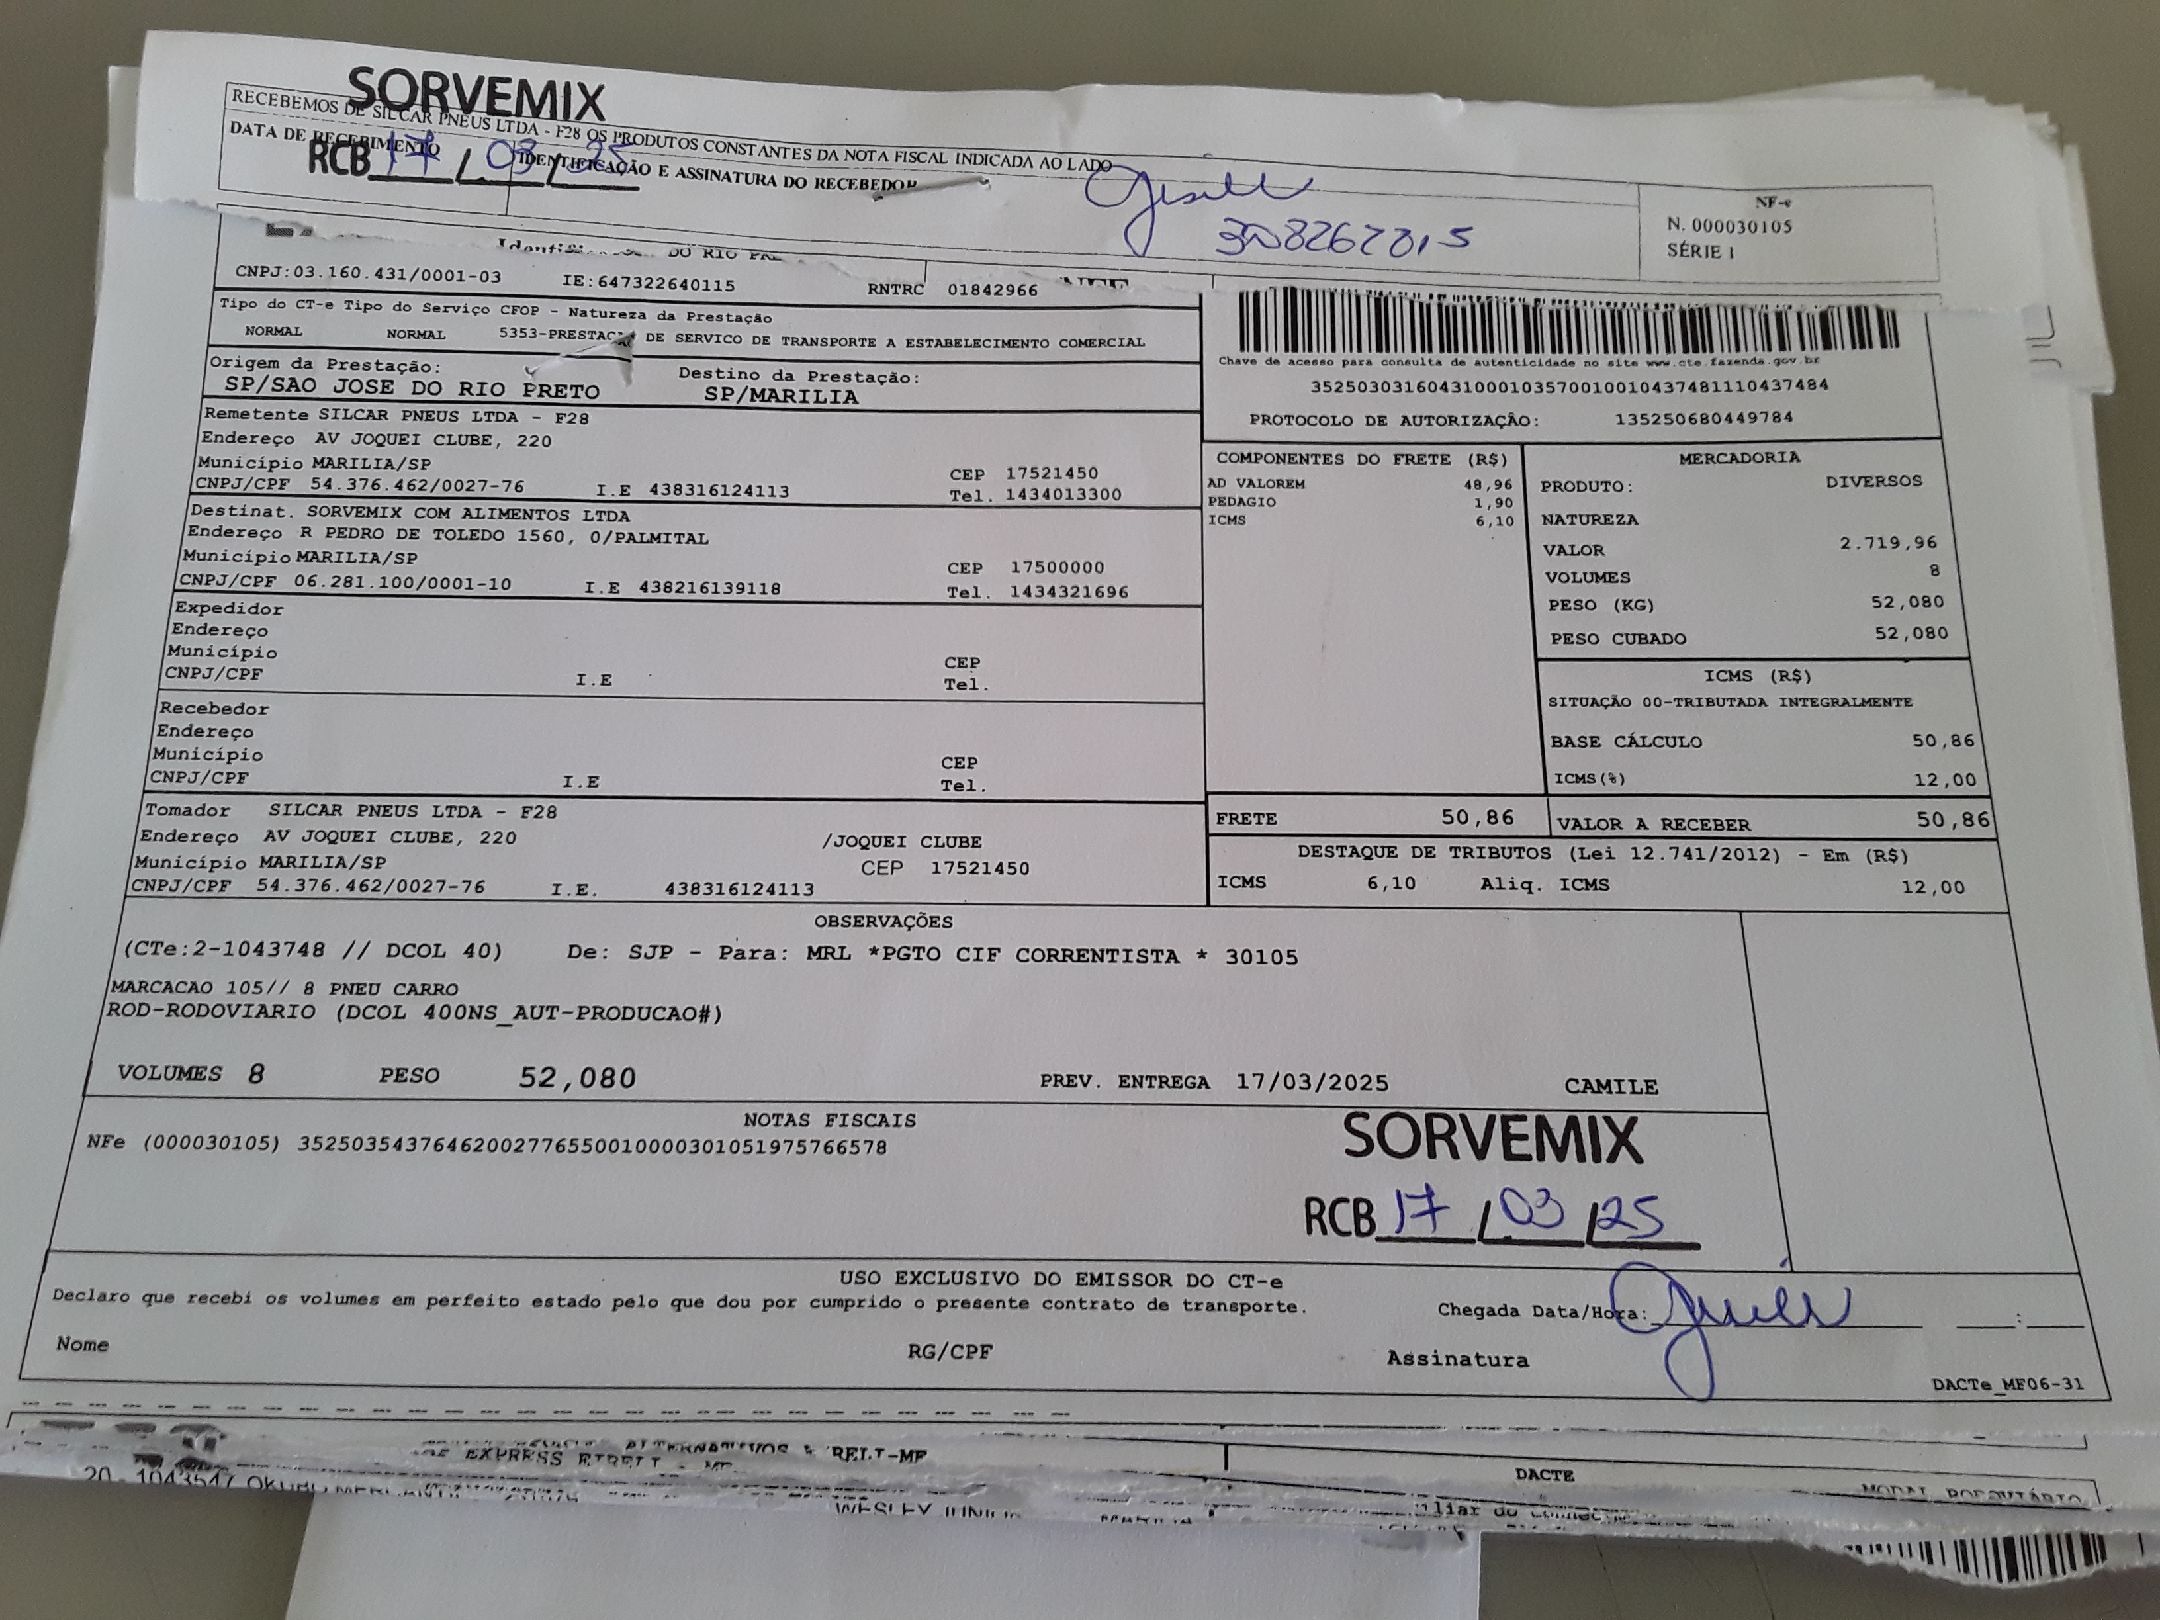 SORVEMIX
RECEBEMOS DE SILCAR PNEUS LTDA - F28 OS PRODUTOS CONSTANTES DA NOTA FISCAL INDICADA AO LADO
DATA DE RECEBIMENTO
IDENTIFICAÇÃO E ASSINATURA DO RECEBEDOR
RCB 17/03/25
NF-e
N. 000030105
SÉRIE 1
DO RIO
CNPJ:03.160.431/0001-03 IE:647322640115 RNTRC 01842966
Tipo do CT-e Tipo do Serviço CFOP - Natureza da Prestação
NORMAL NORMAL 5353-PRESTAC DE SERVICO DE TRANSPORTE A ESTABELECIMENTO COMERCIAL
Origem da Prestação: Destino da Prestação:
SP/SAO JOSE DO RIO PRETO SP/MARILIA
Chave de acesso para consulta de autenticidade no site www.cte.fazenda.gov.br
35250303160431000103570010010437481110437484
PROTOCOLO DE AUTORIZAÇÃO: 135250680449784
Remetente SILCAR PNEUS LTDA - F28
Endereço AV JOQUEI CLUBE, 220
Município MARILIA/SP CEP 17521450
CNPJ/CPF 54.376.462/0027-76 I.E 438316124113 Tel. 1434013300
Destinat. SORVEMIX COM ALIMENTOS LTDA
Endereço R PEDRO DE TOLEDO 1560, 0/PALMITAL
Município MARILIA/SP CEP 17500000
CNPJ/CPF 06.281.100/0001-10 I.E 438216139118 Tel. 1434321696
Expedidor
Endereço
Município CEP
CNPJ/CPF I.E Tel.
Recebedor
Endereço
Município CEP
CNPJ/CPF I.E Tel.
Tomador SILCAR PNEUS LTDA - F28
Endereço AV JOQUEI CLUBE, 220 /JOQUEI CLUBE
Município MARILIA/SP CEP 17521450
CNPJ/CPF 54.376.462/0027-76 I.E. 438316124113
COMPONENTES DO FRETE (R$)
AD VALOREM 48,96
PEDAGIO 1,90
ICMS 6,10
MERCADORIA
PRODUTO: DIVERSOS
NATUREZA
VALOR 2.719,96
VOLUMES 8
PESO (KG) 52,080
PESO CUBADO 52,080
ICMS (R$)
SITUAÇÃO 00-TRIBUTADA INTEGRALMENTE
BASE CÁLCULO 50,86
ICMS(%) 12,00
FRETE 50,86 VALOR A RECEBER 50,86
DESTAQUE DE TRIBUTOS (Lei 12.741/2012) - Em (R$)
ICMS 6,10 Aliq. ICMS 12,00
OBSERVAÇÕES
(CTe:2-1043748 // DCOL 40) De: SJP - Para: MRL *PGTO CIF CORRENTISTA * 30105
MARCACAO 105// 8 PNEU CARRO
ROD-RODOVIARIO (DCOL 400NS_AUT-PRODUCAO#)
VOLUMES 8 PESO 52,080 PREV. ENTREGA 17/03/2025 CAMILE
NOTAS FISCAIS
NFe (000030105) 35250354376462002776550010000301051975766578
SORVEMIX
RCB 17/03/25
USO EXCLUSIVO DO EMISSOR DO CT-e
Declaro que recebi os volumes em perfeito estado pelo que dou por cumprido o presente contrato de transporte. Chegada Data/Hora: :
Nome RG/CPF Assinatura
DACTe_MF06-31
EXPRESS
DACTE